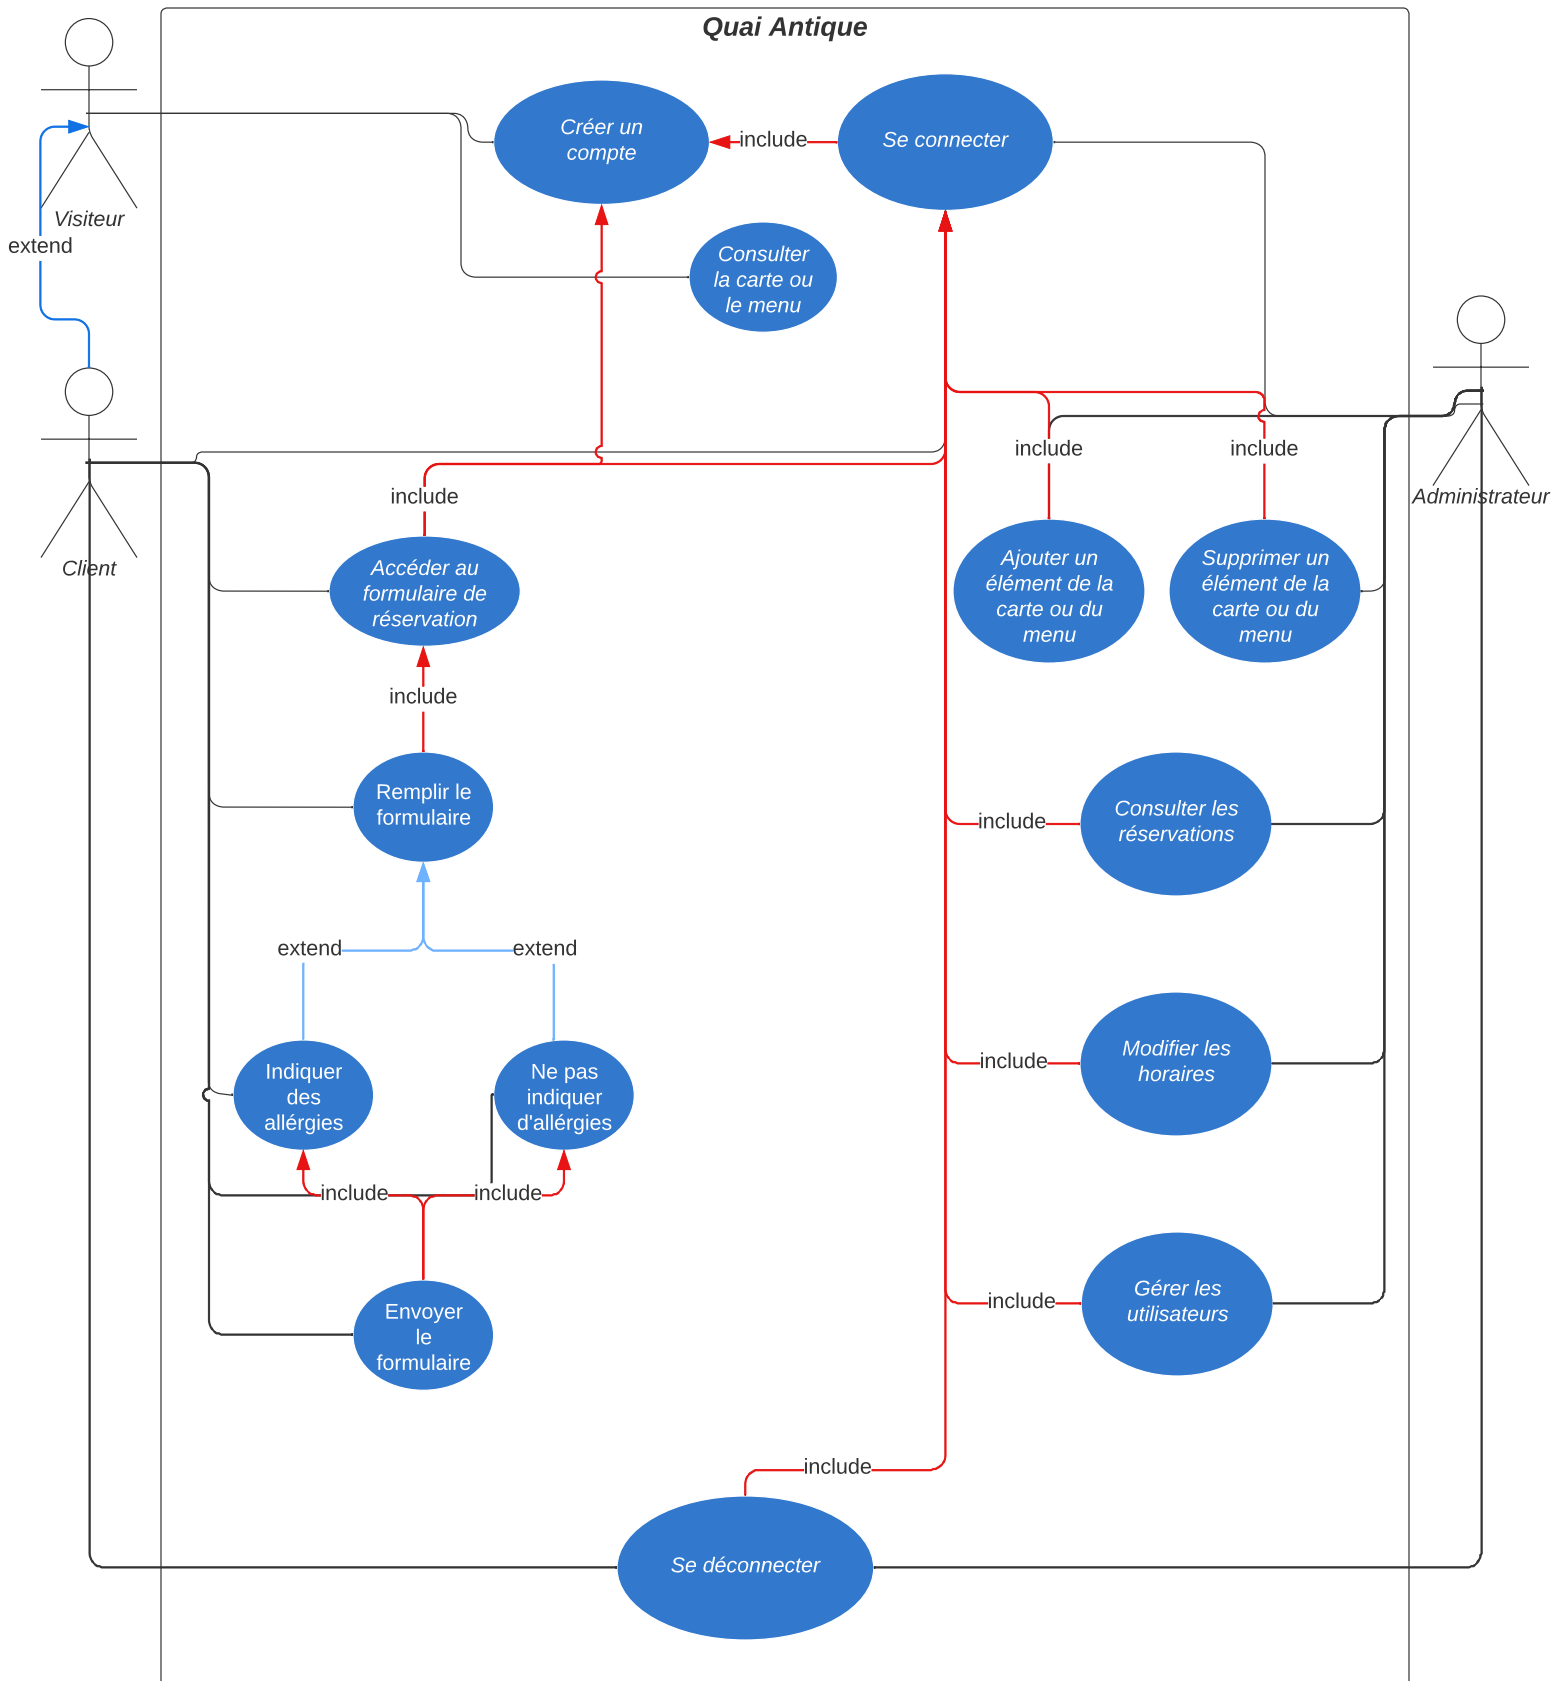 Quai Antique
Créer un
compte
include
Se connecter
Visiteur
extend
Consulter
la carte ou
le menu
include
include
include
Administrateur
Client
Accéder au
formulaire de
réservation
Ajouter un
élément de la
carte ou du
menu
Supprimer un
élément de la
carte ou du
menu
include
Remplir le
formulaire
include
Consulter les
réservations
extend
extend
Indiquer
des
allérgies
Ne pas
indiquer
d'allérgies
include
Modifier les
horaires
include
include
Envoyer
le
formulaire
include
Gérer les
utilisateurs
include
Se déconnecter